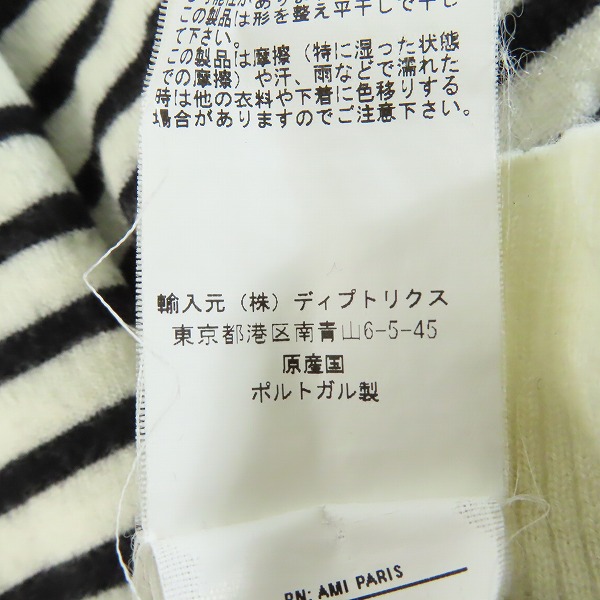 この製品は形を整え平干しで干し
て下さい。
この製品は摩擦（特に湿った状態
での摩擦）や汗、雨などで濡れた
時は他の衣料や下着に色移りする
場合がありますのでご注意下さい。
輸入元（株）ディプトリクス
東京都港区南青山6-5-45
原産国
ポルトガル製
RN: AMI PARIS